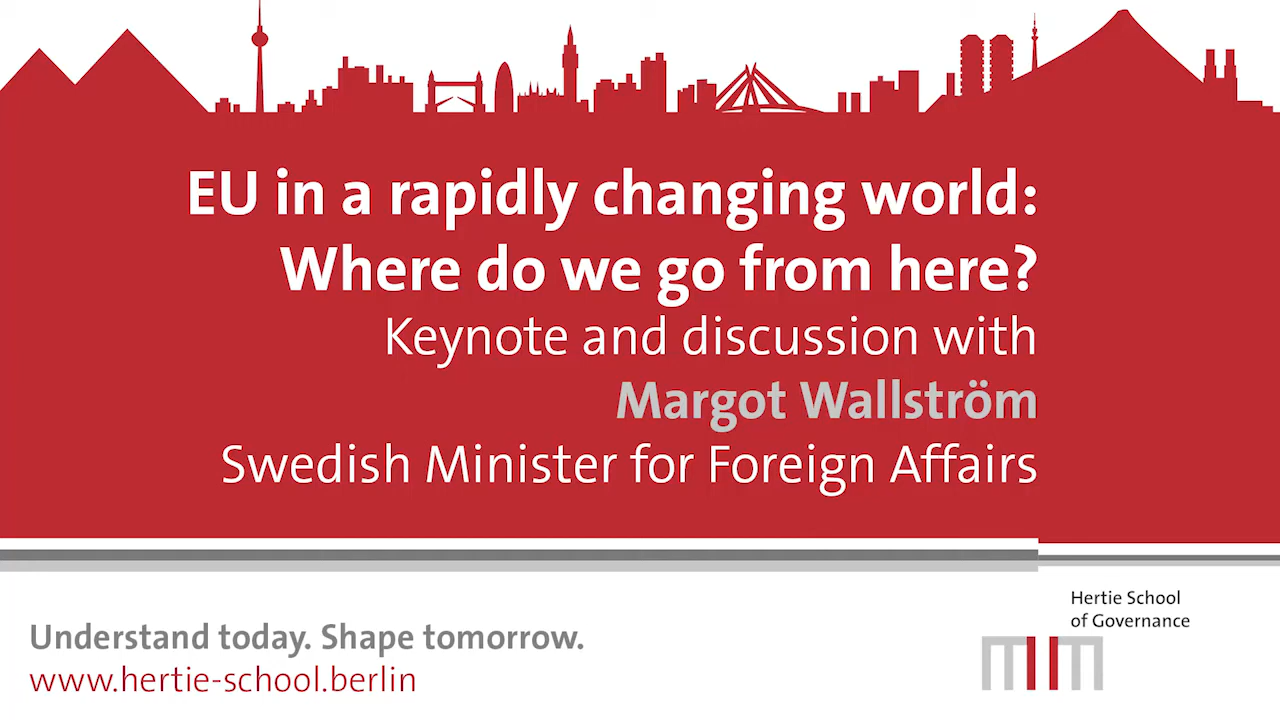 EU in a rapidly changing world:
Where do we go from here?
Keynote and discussion with
Margot Wallström
Swedish Minister for Foreign Affairs
Hertie School
of Governance
Understand today. Shape tomorrow.
www.hertie-school.berlin